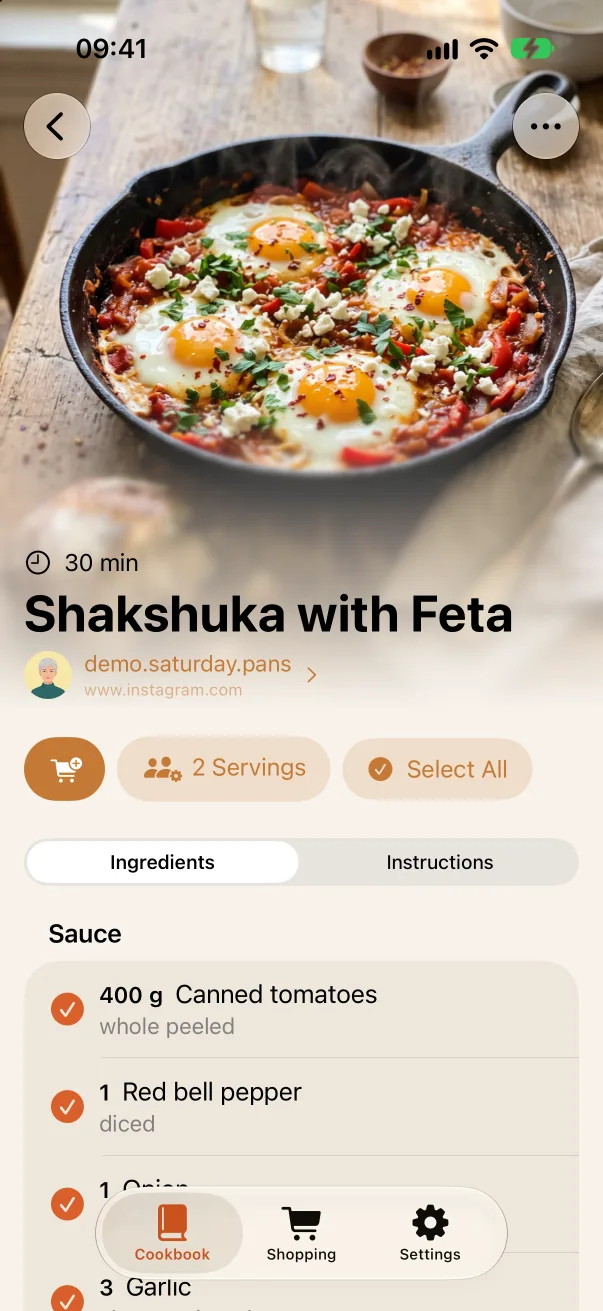 09:41
30 min
Shakshuka with Feta
demo.saturday.pans
www.instagram.com
2 Servings
Select All
Ingredients
Instructions
Sauce
400 g Canned tomatoes
whole peeled
1 Red bell pepper
diced
1 Onion
3 Garlic
Cookbook
Shopping
Settings